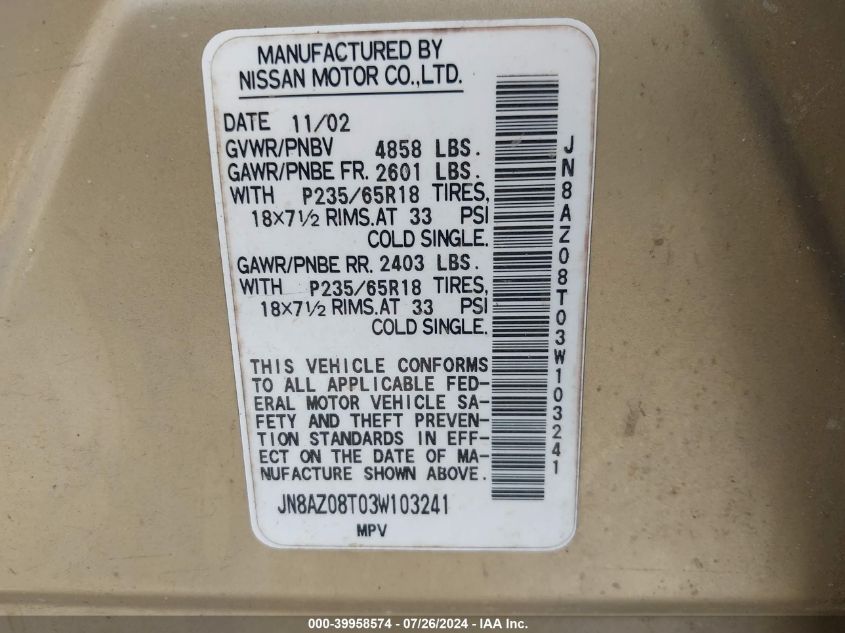 MANUFACTURED BY
NISSAN MOTOR CO.,LTD.
DATE 11/02
GVWR/PNBV 4858 LBS.
GAWR/PNBE FR. 2601 LBS.
WITH P235/65R18 TIRES,
18×7½ RIMS.AT 33 PSI
COLD SINGLE.
GAWR/PNBE RR. 2403 LBS.
WITH P235/65R18 TIRES,
18×7½ RIMS.AT 33 PSI
COLD SINGLE.
THIS VEHICLE CONFORMS
TO ALL APPLICABLE FED-
ERAL MOTOR VEHICLE SA-
FETY AND THEFT PREVEN-
TION STANDARDS IN EFF-
ECT ON THE DATE OF MA-
NUFACTURE SHOWN ABOVE.
JN8AZ08T03W103241
MPV
JN8AZ08T03W103241
000-39958574 - 07/26/2024 - IAA Inc.